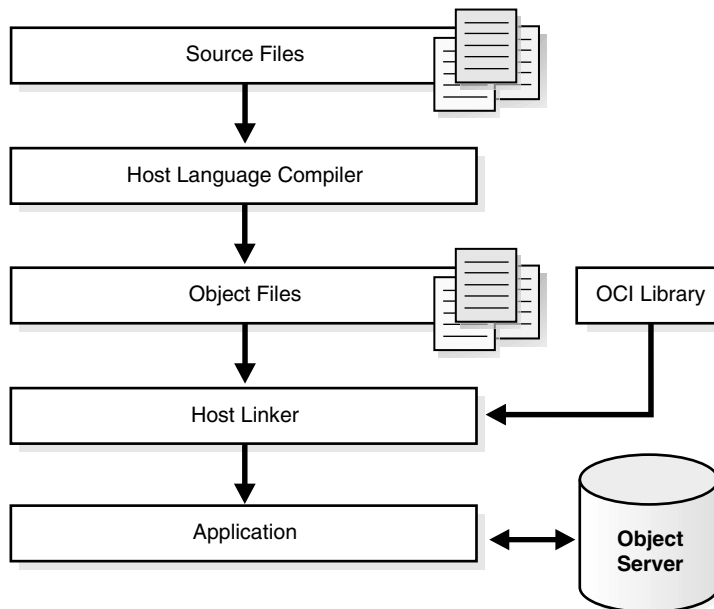 Source Files
Host Language Compiler
Object Files
OCI Library
Host Linker
Application
Object
Server